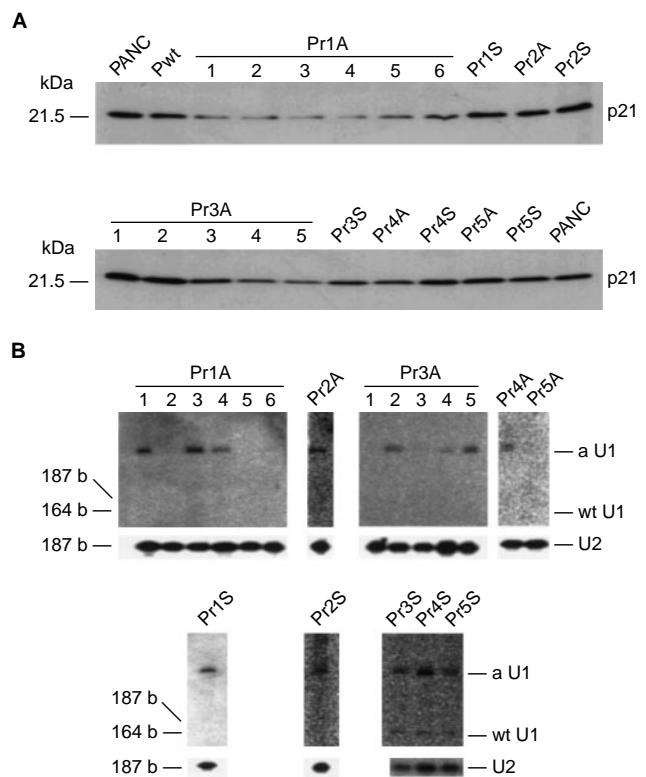 A
Pr1A
PANC Pwt 1 2 3 4 5 6 Pr1S Pr2A Pr2S
kDa
21.5 p21
Pr3A
1 2 3 4 5 Pr3S Pr4A Pr4S Pr5A Pr5S PANC
kDa
21.5 p21
B
Pr1A Pr2A Pr3A Pr4A Pr5A
1 2 3 4 5 6 1 2 3 4 5
a U1
187 b
164 b wt U1
187 b U2
Pr1S Pr2S Pr3S Pr4S Pr5S
a U1
187 b
164 b wt U1
187 b U2